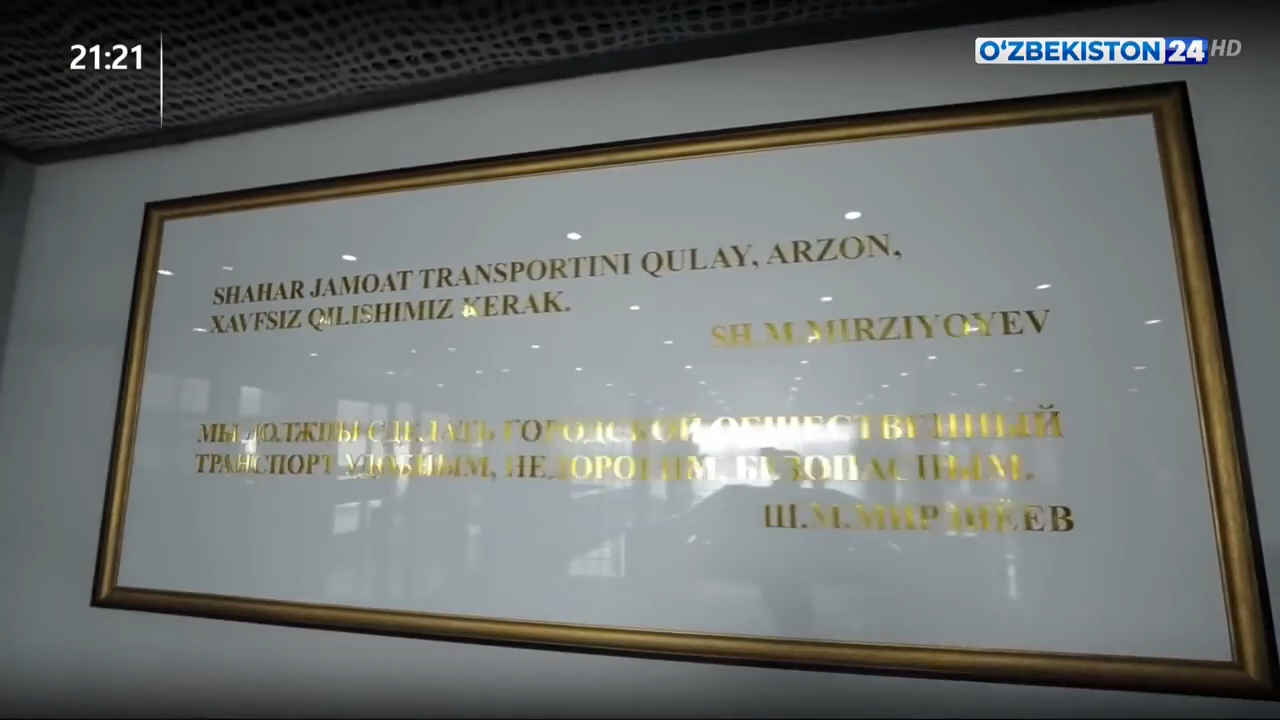 21:21
O‘ZBEKISTON 24 HD
SHAHAR JAMOAT TRANSPORTINI QULAY, ARZON,
XAVFSIZ QILISHIMIZ KERAK.
SH.M.MIRZIYOYEV
МЫ ДОЛЖНЫ СДЕЛАТЬ ГОРОДСКОЙ ОБЩЕСТВЕННЫЙ
ТРАНСПОРТ УДОБНЫМ, НЕДОРОГИМ, БЕЗОПАСНЫМ.
Ш.М.МИРЗИЁЕВ